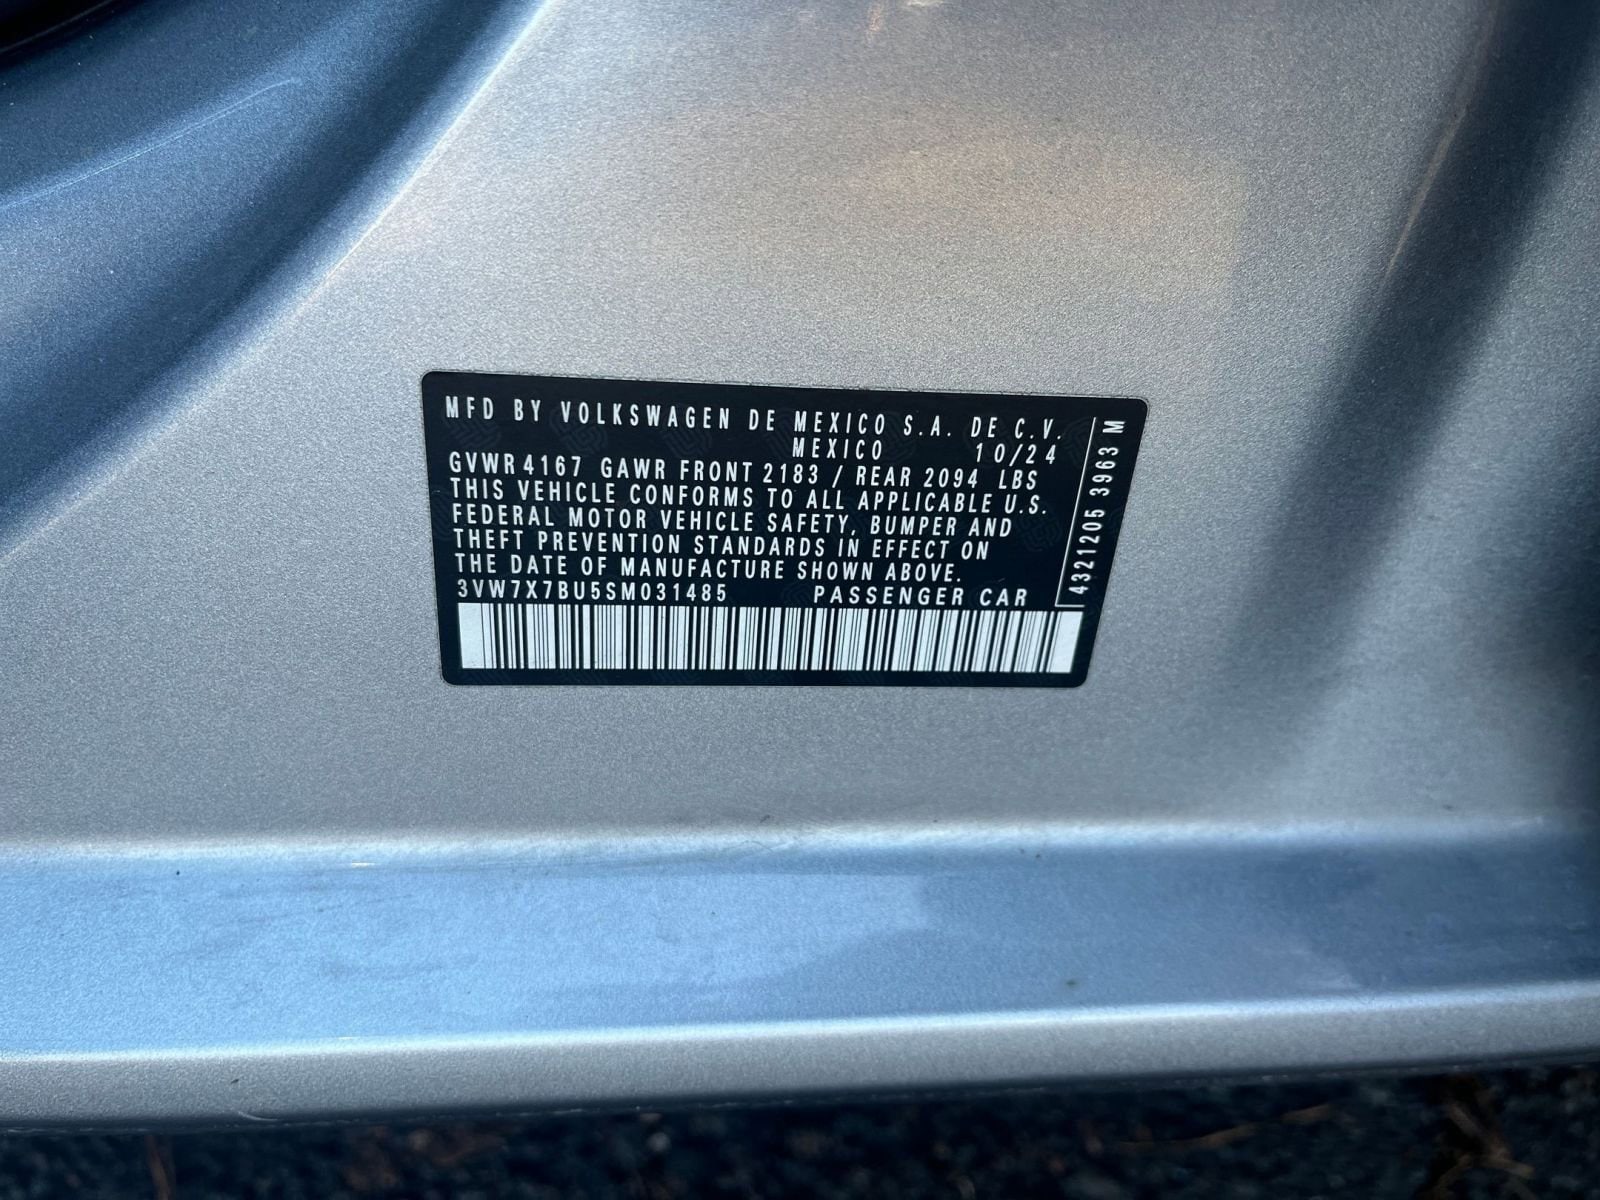 MFD BY VOLKSWAGEN DE MEXICO S.A. DE C.V.
MEXICO 10/24
GVWR 4167 GAWR FRONT 2183 / REAR 2094 LBS
THIS VEHICLE CONFORMS TO ALL APPLICABLE U.S.
FEDERAL MOTOR VEHICLE SAFETY, BUMPER AND
THEFT PREVENTION STANDARDS IN EFFECT ON
THE DATE OF MANUFACTURE SHOWN ABOVE.
3VW7X7BU5SM031485 PASSENGER CAR
4321205 3963 M